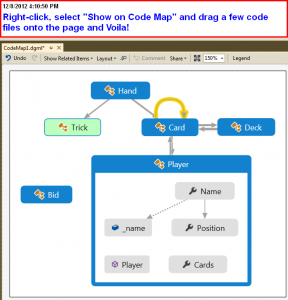 12/8/2012 4:10:50 PM
Right-click, select "Show on Code Map" and drag a few code
files onto the page and Voila!
CodeMap1.dgml*
Undo Show Related Items Layout Comment Share 150% Legend
Hand
Trick Card Deck
Player
Bid
Name
_name Position
Player Cards